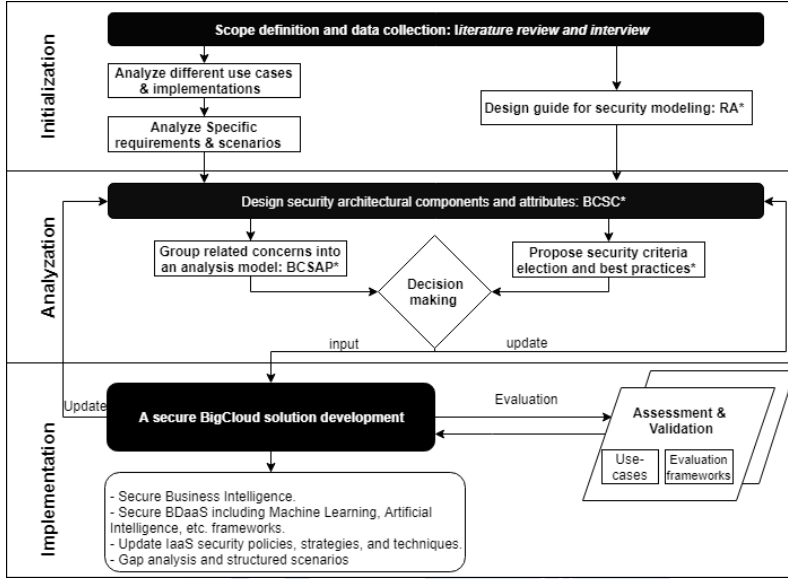 Scope definition and data collection: literature review and interview
Initialization
Analyze different use cases
& implementations
Design guide for security modeling: RA*
Analyze Specific
requirements & scenarios
Analyzation
Design security architectural components and attributes: BCSC*
Group related concerns into
an analysis model: BCSAP*
Decision
making
Propose security criteria
election and best practices*
input
update
Implementation
Update
A secure BigCloud solution development
Evaluation
Assessment &
Validation
Use-
cases
Evaluation
frameworks
- Secure Business Intelligence.
- Secure BDaaS including Machine Learning, Artificial
Intelligence, etc. frameworks.
- Update IaaS security policies, strategies, and techniques.
- Gap analysis and structured scenarios